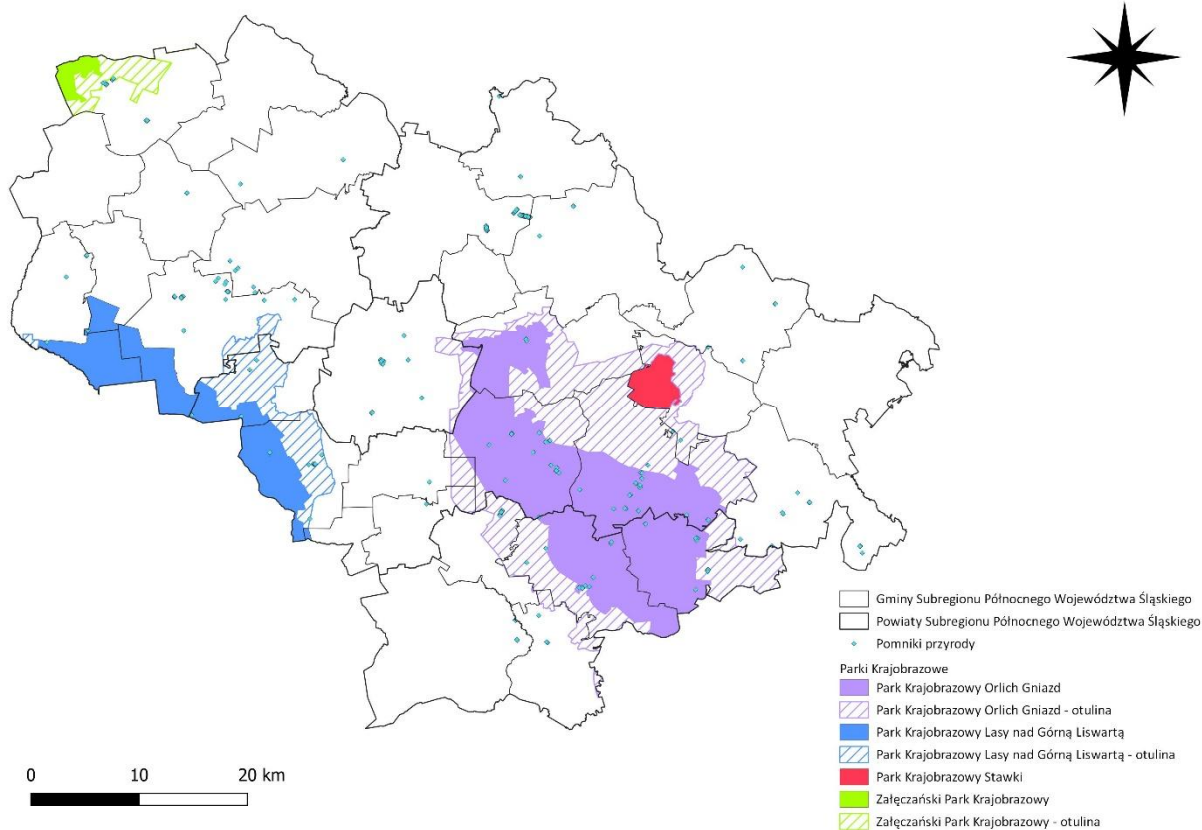 Gminy Subregionu Północnego Województwa Śląskiego
Powiaty Subregionu Północnego Województwa Śląskiego
Pomniki przyrody
Parki Krajobrazowe
Park Krajobrazowy Orlich Gniazd
Park Krajobrazowy Orlich Gniazd - otulina
Park Krajobrazowy Lasy nad Górną Liswartą
Park Krajobrazowy Lasy nad Górną Liswartą - otulina
Park Krajobrazowy Stawki
Załęczański Park Krajobrazowy
Załęczański Park Krajobrazowy - otulina
0 10 20 km